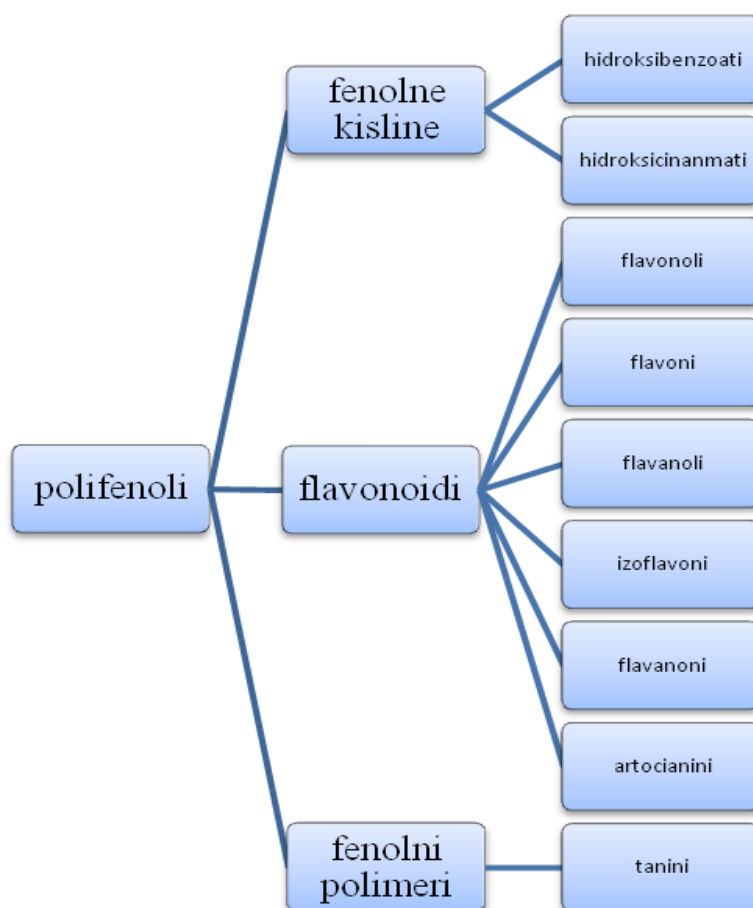 polifenoli
fenolne
kisline
hidroksibenzoati
hidroksicinanmati
flavonoidi
flavonoli
flavoni
flavanoli
izoflavoni
flavanoni
artocianini
fenolni
polimeri
tanini